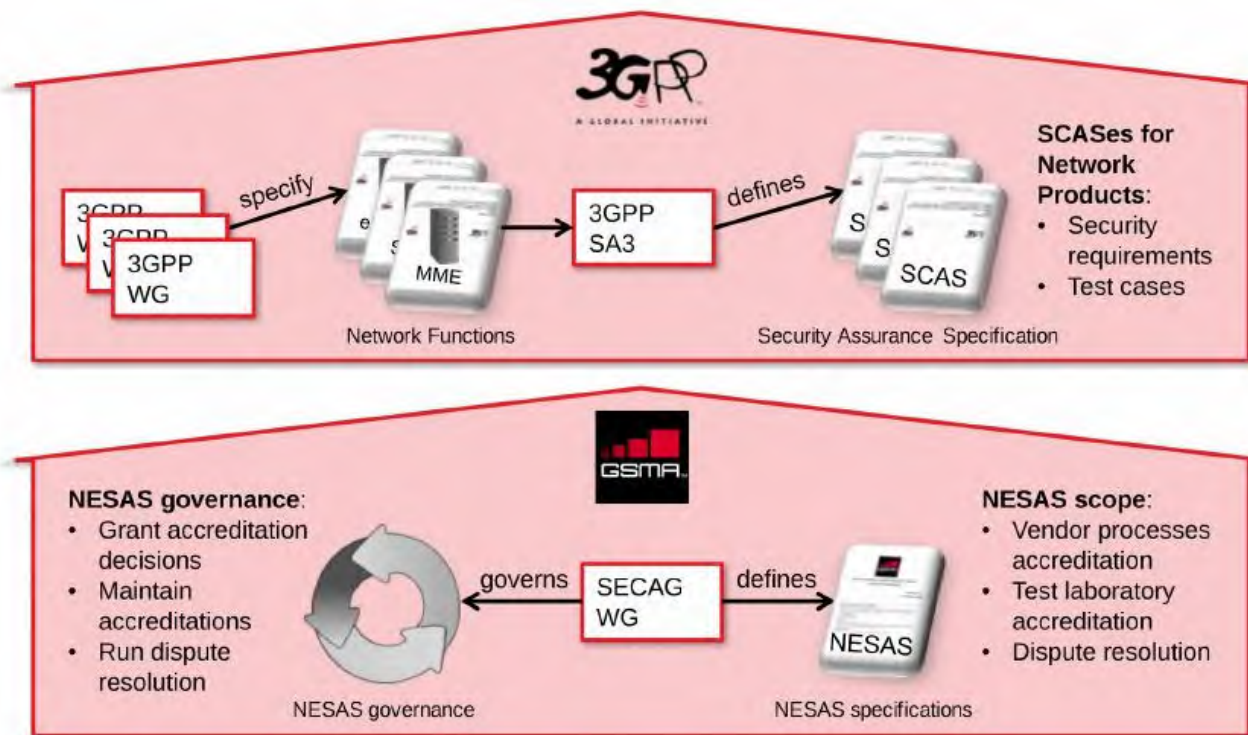 3GPP
A GLOBAL INITIATIVE
SCASes for
Network
Products:
• Security
requirements
• Test cases
specify
defines
3GPP
3GPP
3GPP
WG
MME
3GPP
SA3
SCAS
Network Functions
Security Assurance Specification
GSMA
NESAS governance:
• Grant accreditation
decisions
• Maintain
accreditations
• Run dispute
resolution
governs
SECAG
WG
defines
NESAS
NESAS scope:
• Vendor processes
accreditation
• Test laboratory
accreditation
• Dispute resolution
NESAS governance
NESAS specifications